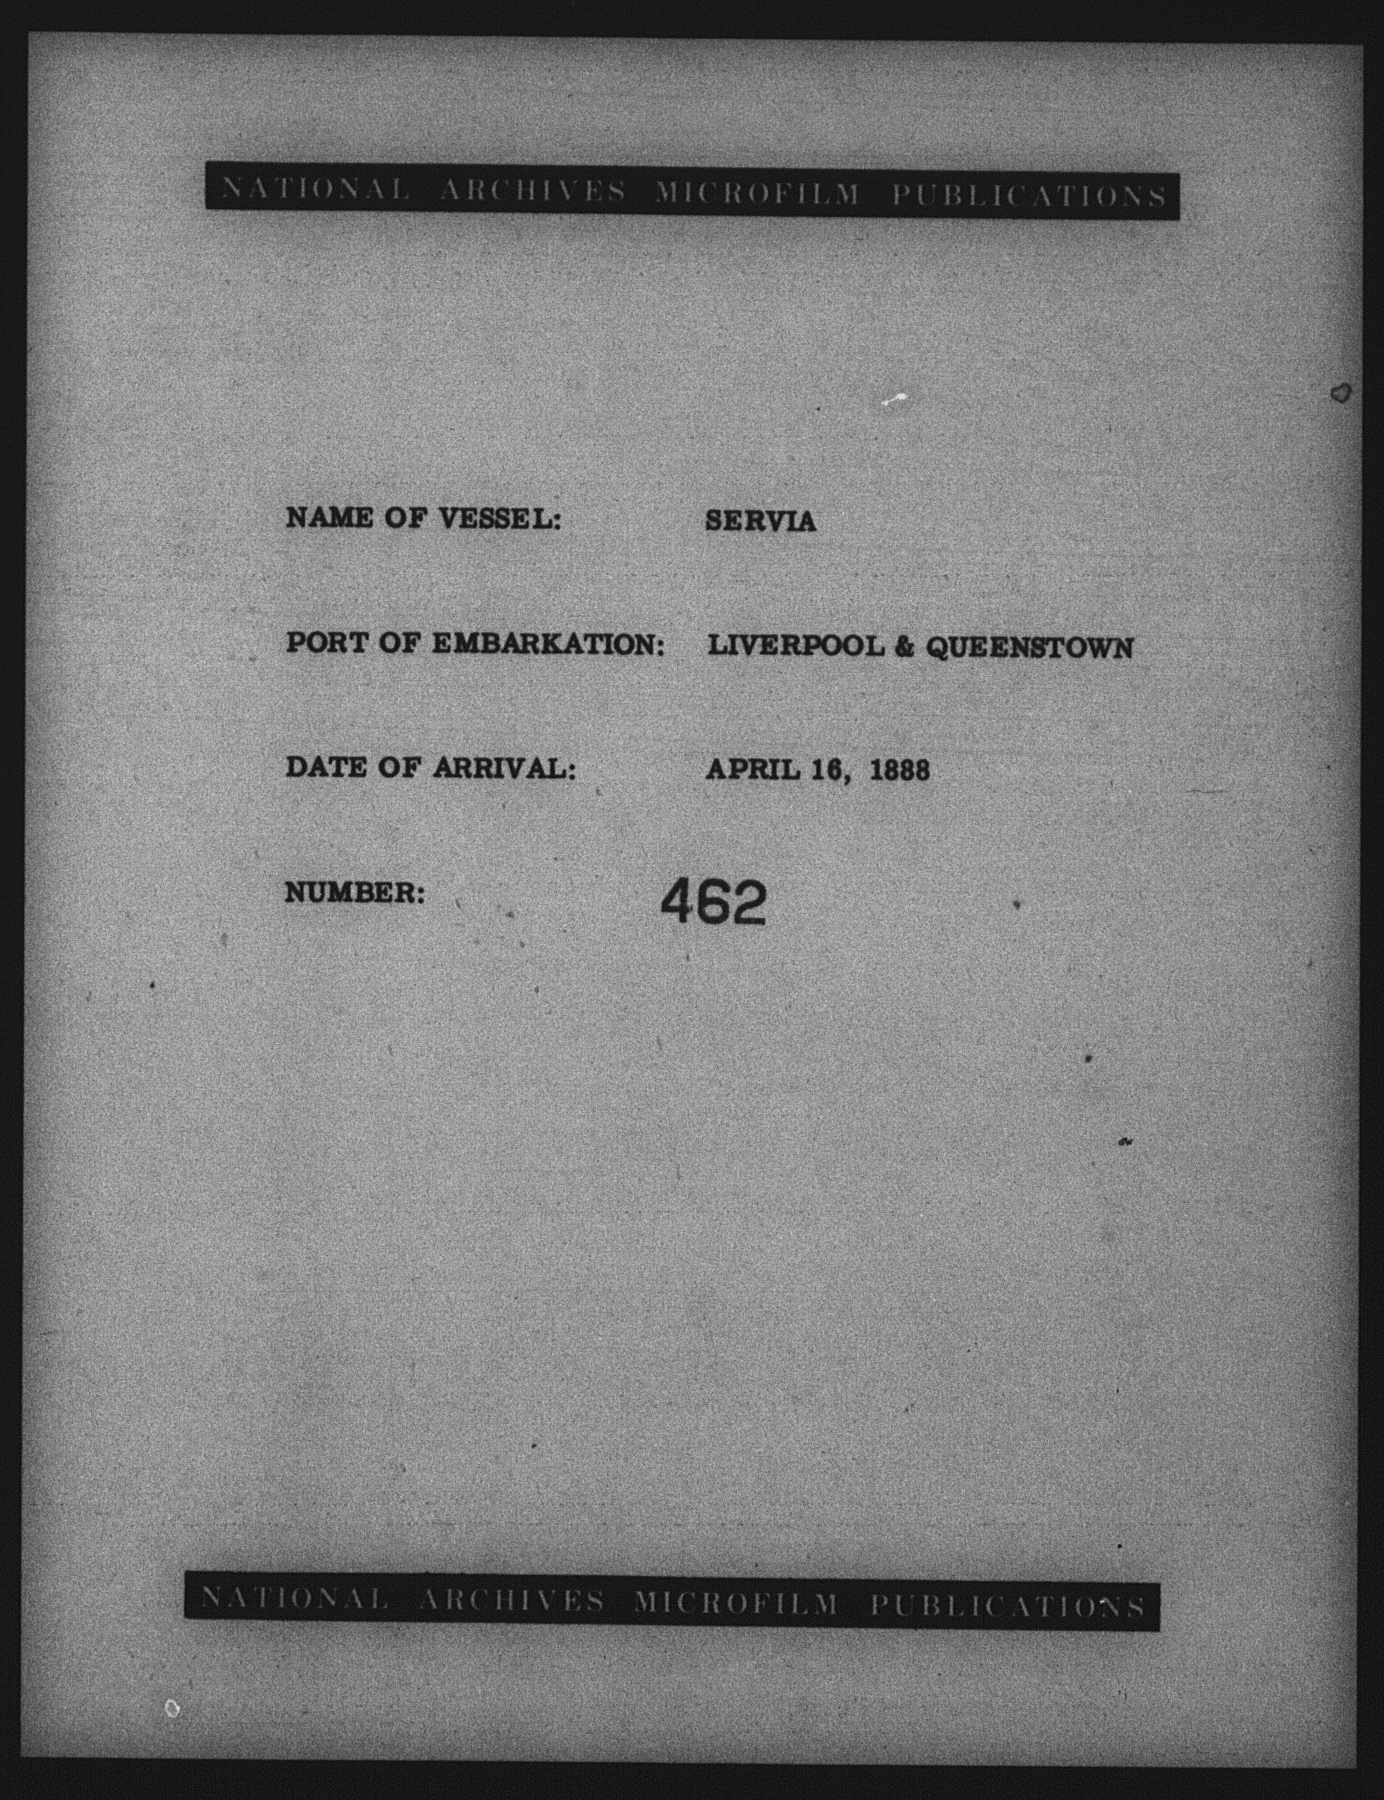 NATIONAL ARCHIVES MICROFILM PUBLICATIONS
NAME OF VESSEL: SERVIA
PORT OF EMBARKATION: LIVERPOOL & QUEENSTOWN
DATE OF ARRIVAL: APRIL 16, 1888
NUMBER: 462
NATIONAL ARCHIVES MICROFILM PUBLICATIONS